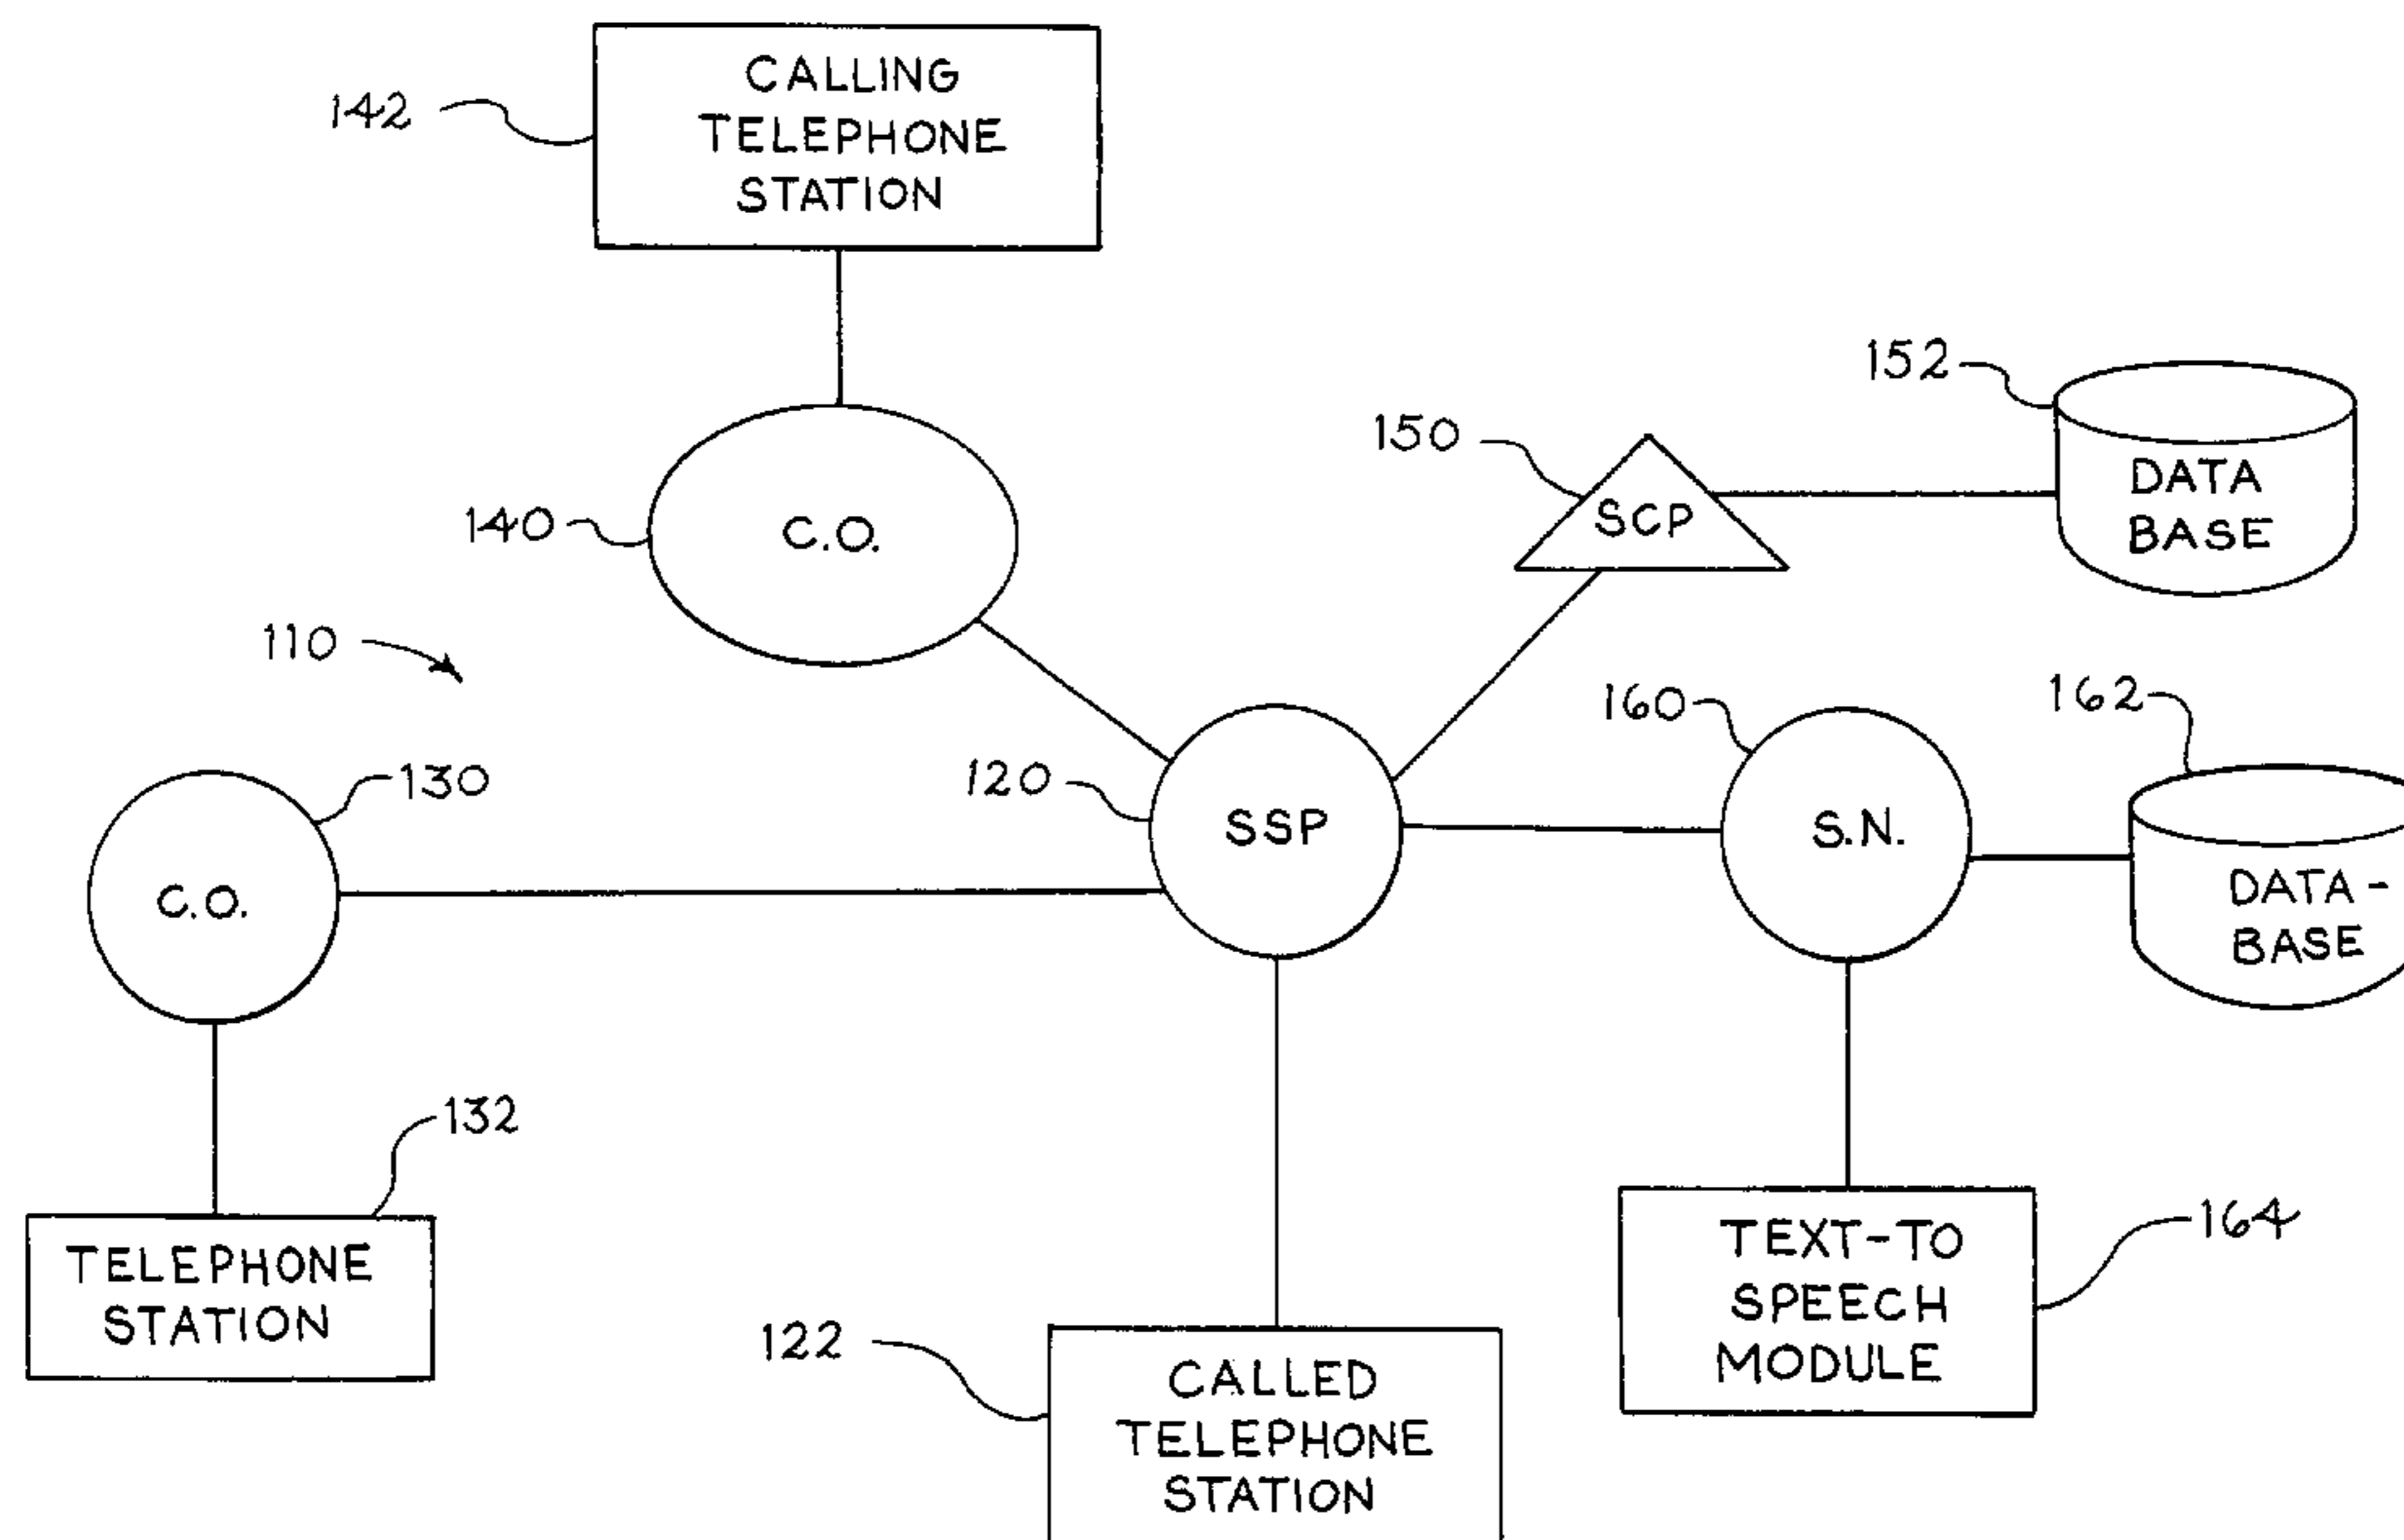 CALLING
TELEPHONE
STATION
142
152
150
DATA
BASE
SCP
140
C.O.
110
162
160
130
120
SSP
S.N.
C.O.
DATA-
BASE
132
164
TEXT-TO
SPEECH
MODULE
TELEPHONE
STATION
122
CALLED
TELEPHONE
STATION